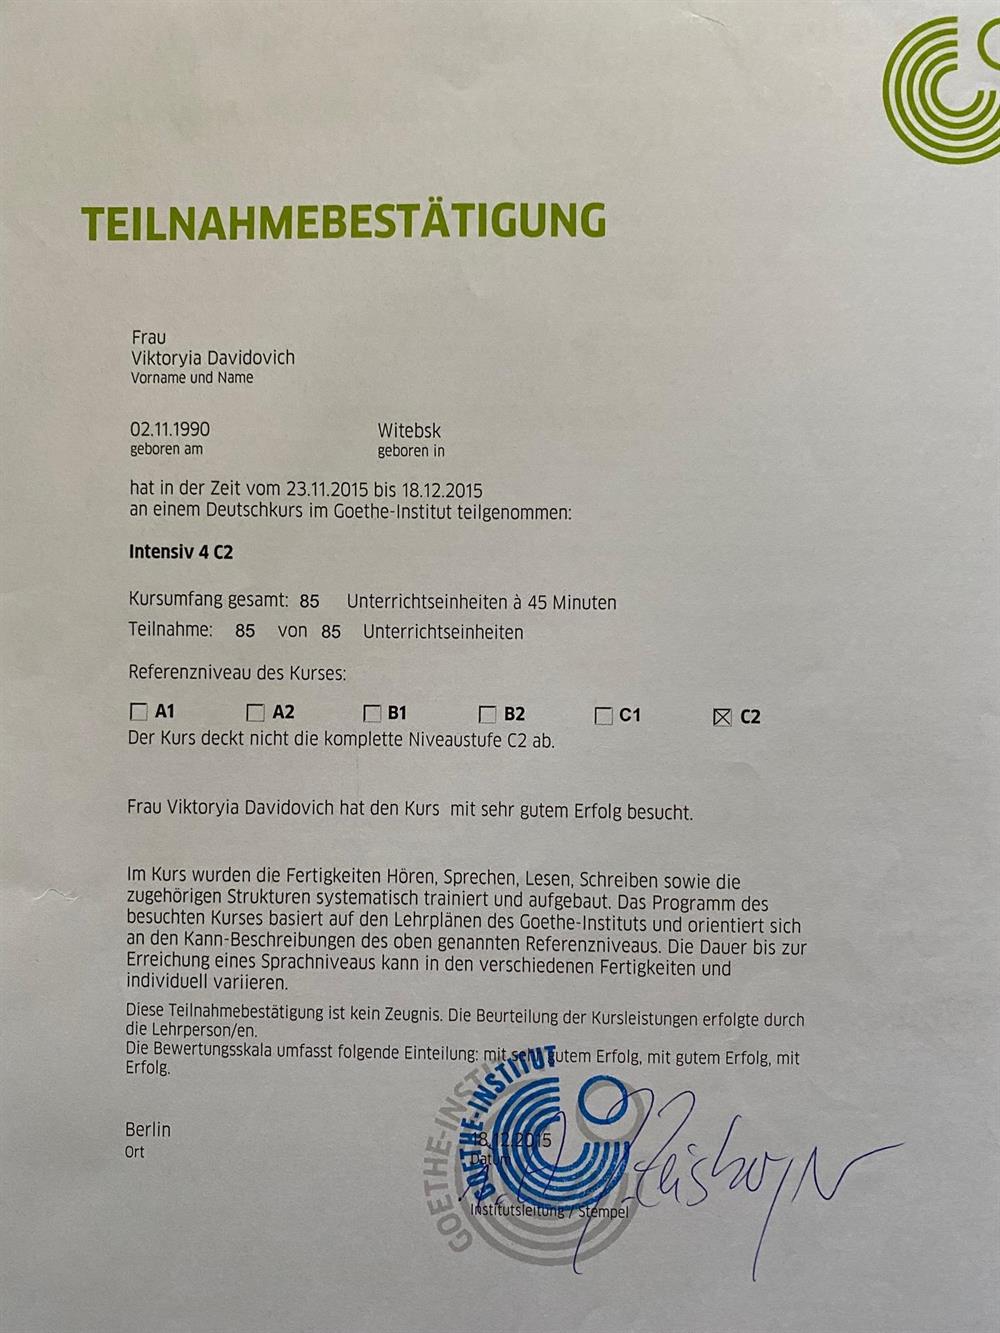 TEILNAHMEBESTÄTIGUNG
Frau
Viktoryia Davidovich
Vorname und Name
02.11.1990 Witebsk
geboren am geboren in
hat in der Zeit vom 23.11.2015 bis 18.12.2015
an einem Deutschkurs im Goethe-Institut teilgenommen:
Intensiv 4 C2
Kursumfang gesamt: 85 Unterrichtseinheiten à 45 Minuten
Teilnahme: 85 von 85 Unterrichtseinheiten
Referenzniveau des Kurses:
A1 A2 B1 B2 C1 C2
Der Kurs deckt nicht die komplette Niveaustufe C2 ab.
Frau Viktoryia Davidovich hat den Kurs mit sehr gutem Erfolg besucht.
Im Kurs wurden die Fertigkeiten Hören, Sprechen, Lesen, Schreiben sowie die
zugehörigen Strukturen systematisch trainiert und aufgebaut. Das Programm des
besuchten Kurses basiert auf den Lehrplänen des Goethe-Instituts und orientiert sich
an den Kann-Beschreibungen des oben genannten Referenzniveaus. Die Dauer bis zur
Erreichung eines Sprachniveaus kann in den verschiedenen Fertigkeiten und
individuell variieren.
Diese Teilnahmebestätigung ist kein Zeugnis. Die Beurteilung der Kursleistungen erfolgte durch
die Lehrperson/en.
Die Bewertungsskala umfasst folgende Einteilung: mit sehr gutem Erfolg, mit gutem Erfolg, mit
Erfolg.
GOETHE-INSTITUT
GOETHE-INSTI
Berlin 18.12.2015
Ort Datum
Institutsleitung / Stempel